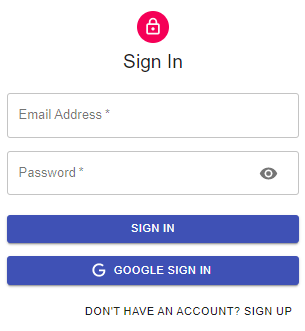 Sign In
Email Address *
Password *
SIGN IN
GOOGLE SIGN IN
DON'T HAVE AN ACCOUNT? SIGN UP